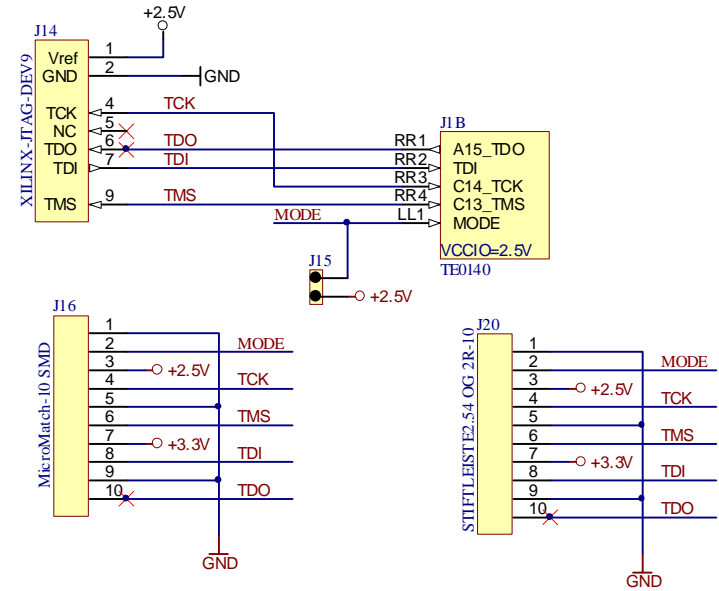 +2.5V
J14
XILINX-JTAG-DEV9
Vref 1
GND 2
GND
TCK 4 TCK
NC 5
TDO 6 TDO
TDI 7 TDI
TMS 9 TMS
MODE
J1B
RR1 A15_TDO
RR2 TDI
RR3 C14_TCK
RR4 C13_TMS
LL1 MODE
VCCIO=2.5V
TE0140
J15
+2.5V
J16
MicroMatch-10 SMD
1
2 MODE
3 +2.5V
4 TCK
5
6 TMS
7 +3.3V
8 TDI
9
10 TDO
GND
J20
STIFTLEISTE2.54 OG 2R-10
1
2 MODE
3 +2.5V
4 TCK
5
6 TMS
7 +3.3V
8 TDI
9
10 TDO
GND